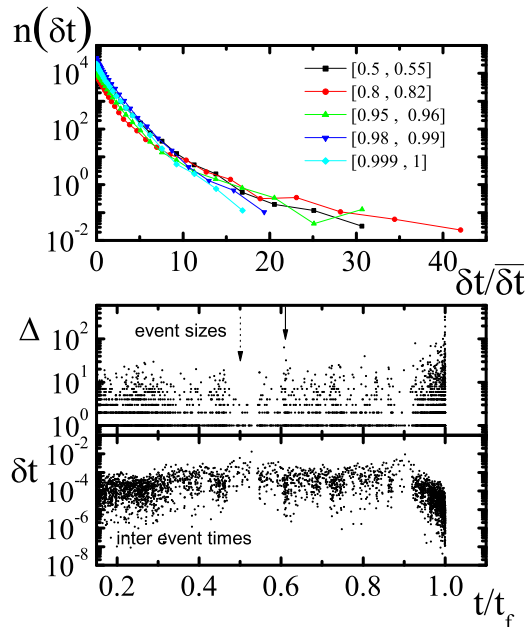 n(δt)
10^4
10^2
10^0
10^-2
[0.5 , 0.55]
[0.8 , 0.82]
[0.95 , 0.96]
[0.98 , 0.99]
[0.999 , 1]
0 10 20 30 40
δt/δt̅
Δ
10^2
10^1
10^0
event sizes
δt
10^-2
10^-4
10^-6
10^-8
inter event times
0.2 0.4 0.6 0.8 1.0
t/t_f